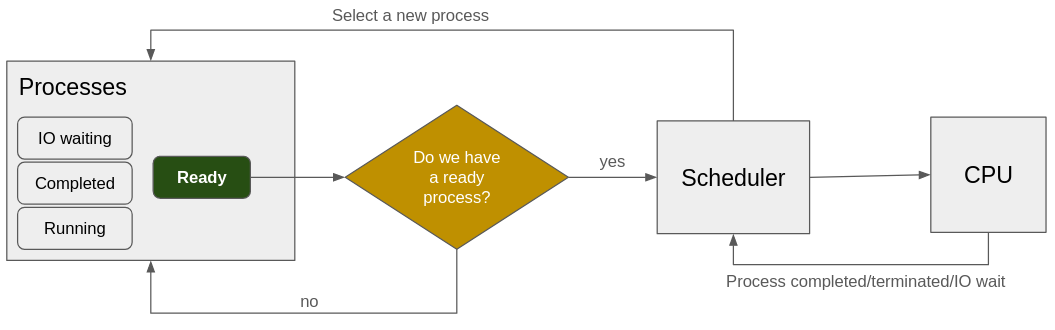 Select a new process
Processes
IO waiting
Completed
Running
Ready
Do we have
a ready
process?
yes
no
Scheduler
CPU
Process completed/terminated/IO wait